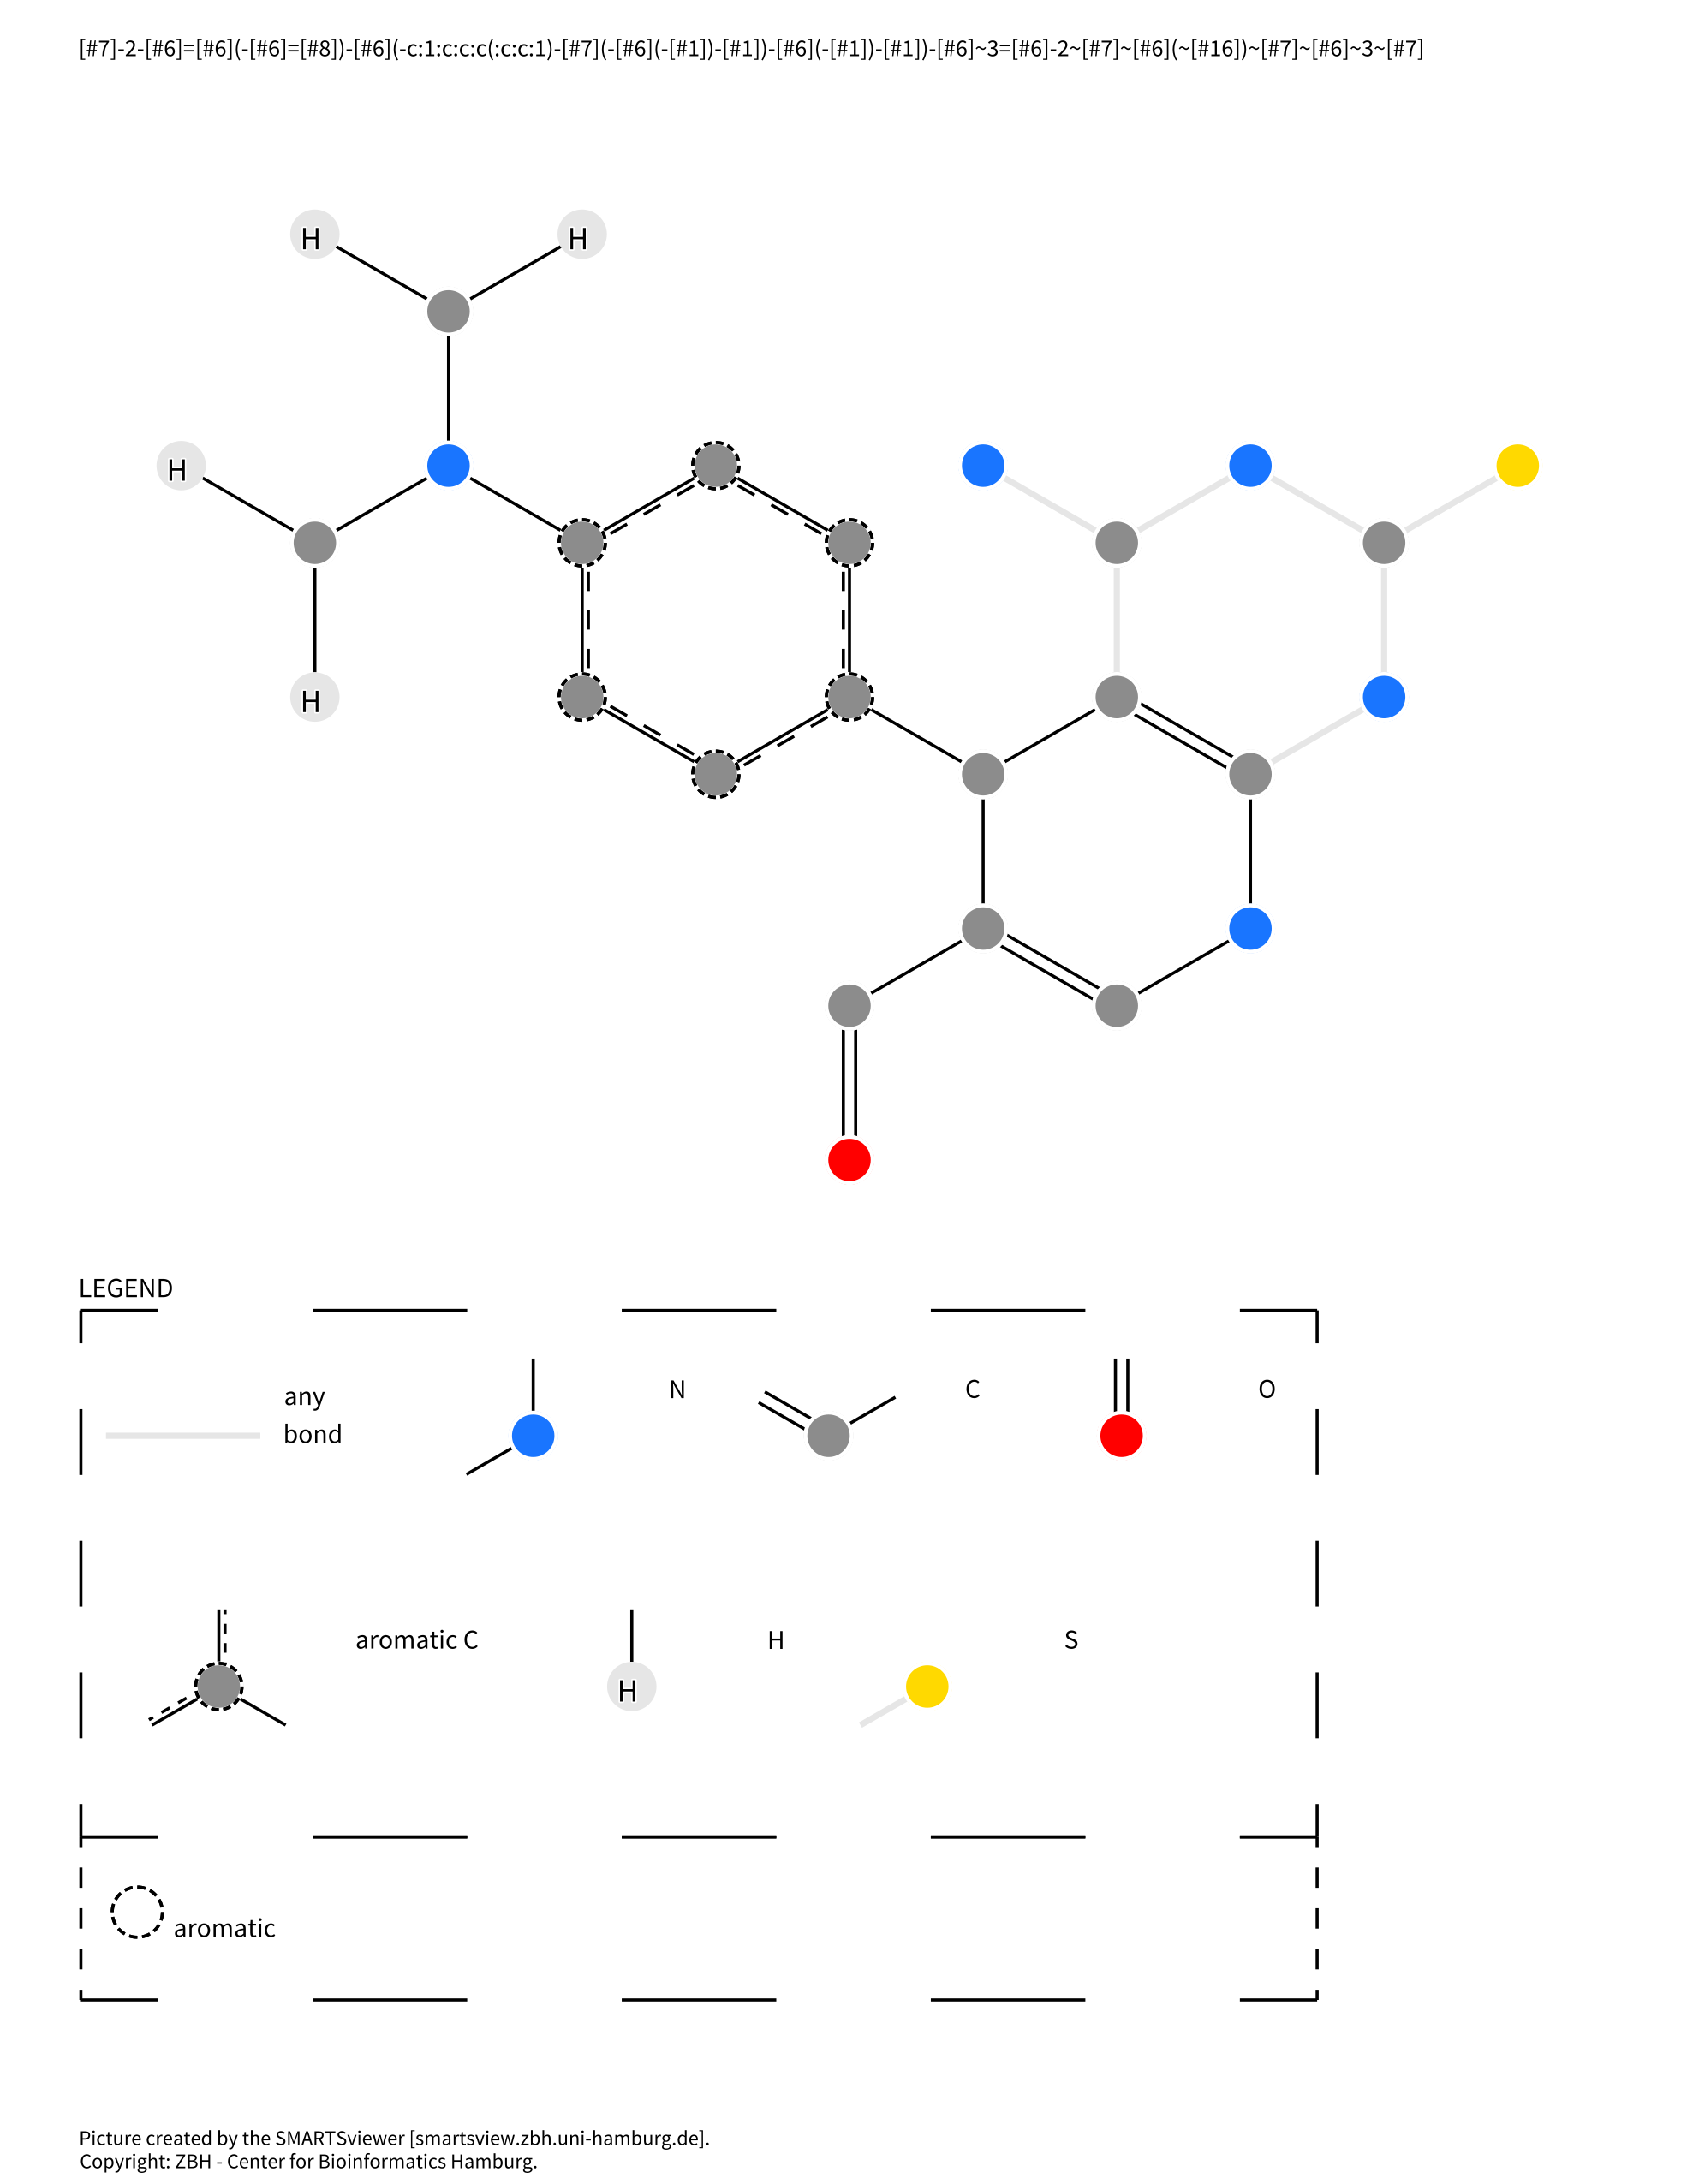 [#7]-2-[#6]=[#6](-[#6]=[#8])-[#6](-c:1:c:c:c(:c:c:1)-[#7](-[#6](-[#1])-[#1])-[#6](-[#1])-[#1])-[#6]~3=[#6]-2~[#7]~[#6](~[#16])~[#7]~[#6]~3~[#7]
H H
H
H
LEGEND
any
bond
N C O
aromatic C H H S
aromatic
Picture created by the SMARTSviewer [smartsview.zbh.uni-hamburg.de].
Copyright: ZBH - Center for Bioinformatics Hamburg.